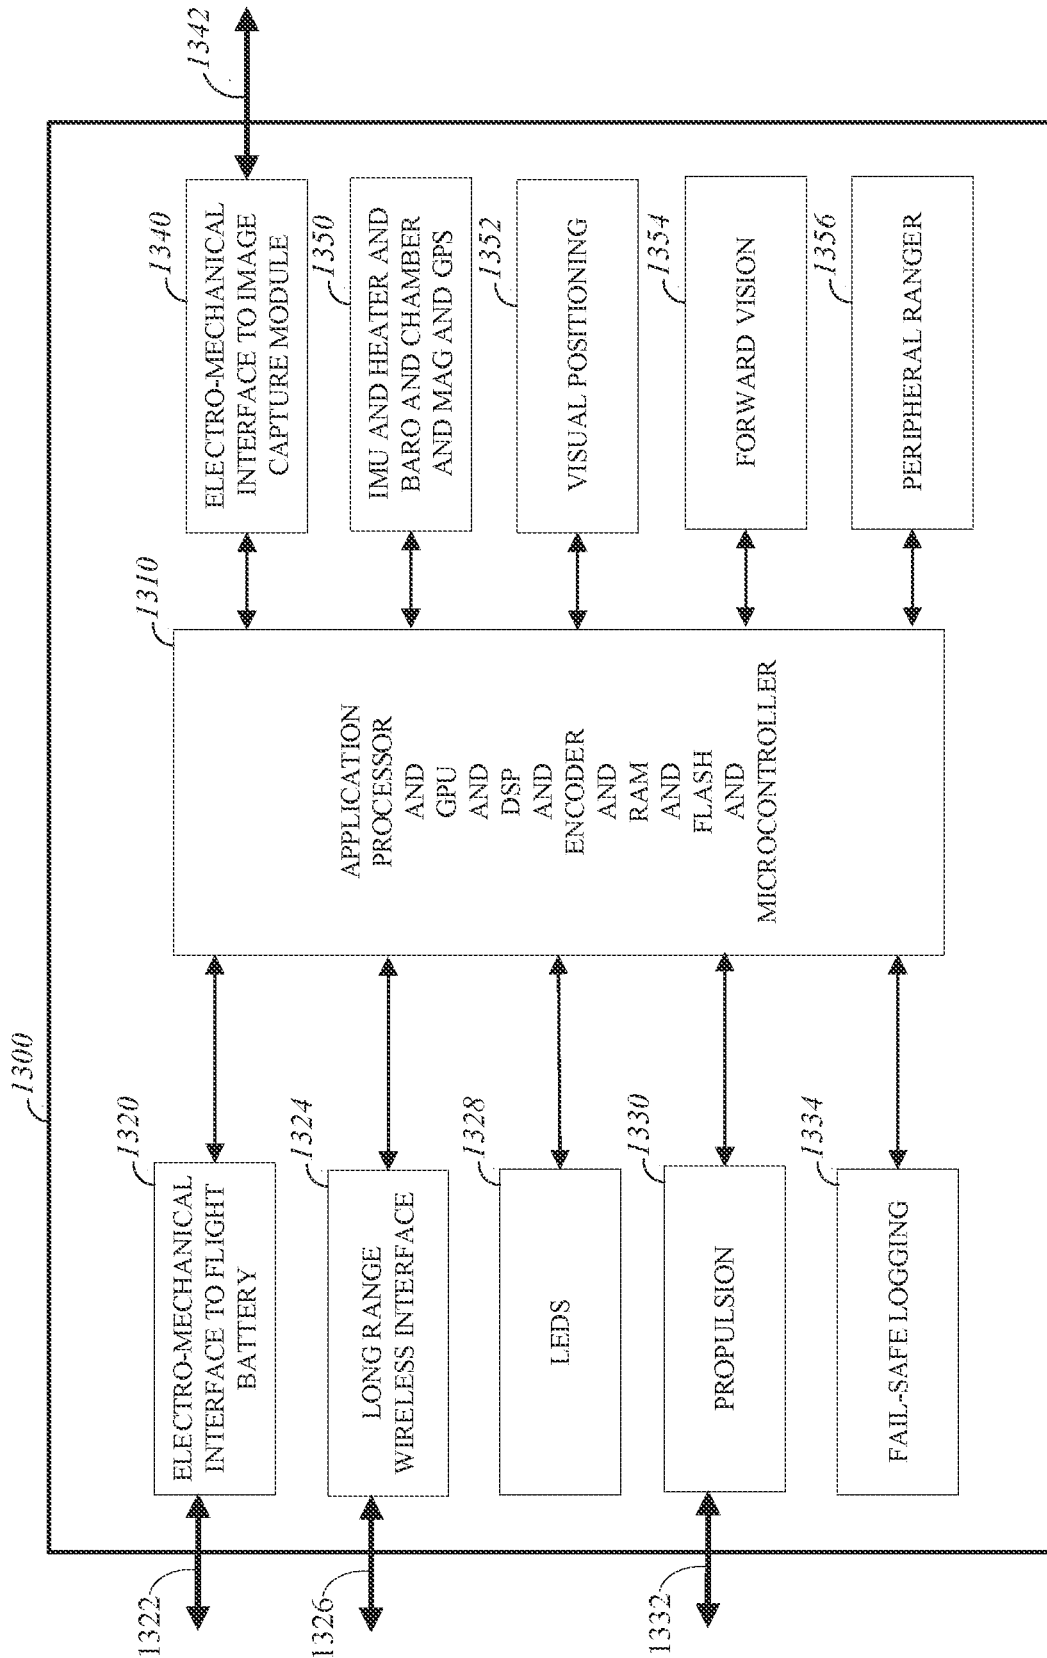 1300
1320
ELECTRO-MECHANICAL
INTERFACE TO FLIGHT
BATTERY
1322
1324
LONG RANGE
WIRELESS INTERFACE
1326
1328
LEDS
1330
PROPULSION
1332
1334
FAIL-SAFE LOGGING
1310
APPLICATION
PROCESSOR
AND
GPU
AND
DSP
AND
ENCODER
AND
RAM
AND
FLASH
AND
MICROCONTROLLER
1340
ELECTRO-MECHANICAL
INTERFACE TO IMAGE
CAPTURE MODULE
1342
1350
IMU AND HEATER AND
BARO AND CHAMBER
AND MAG AND GPS
1352
VISUAL POSITIONING
1354
FORWARD VISION
1356
PERIPHERAL RANGER